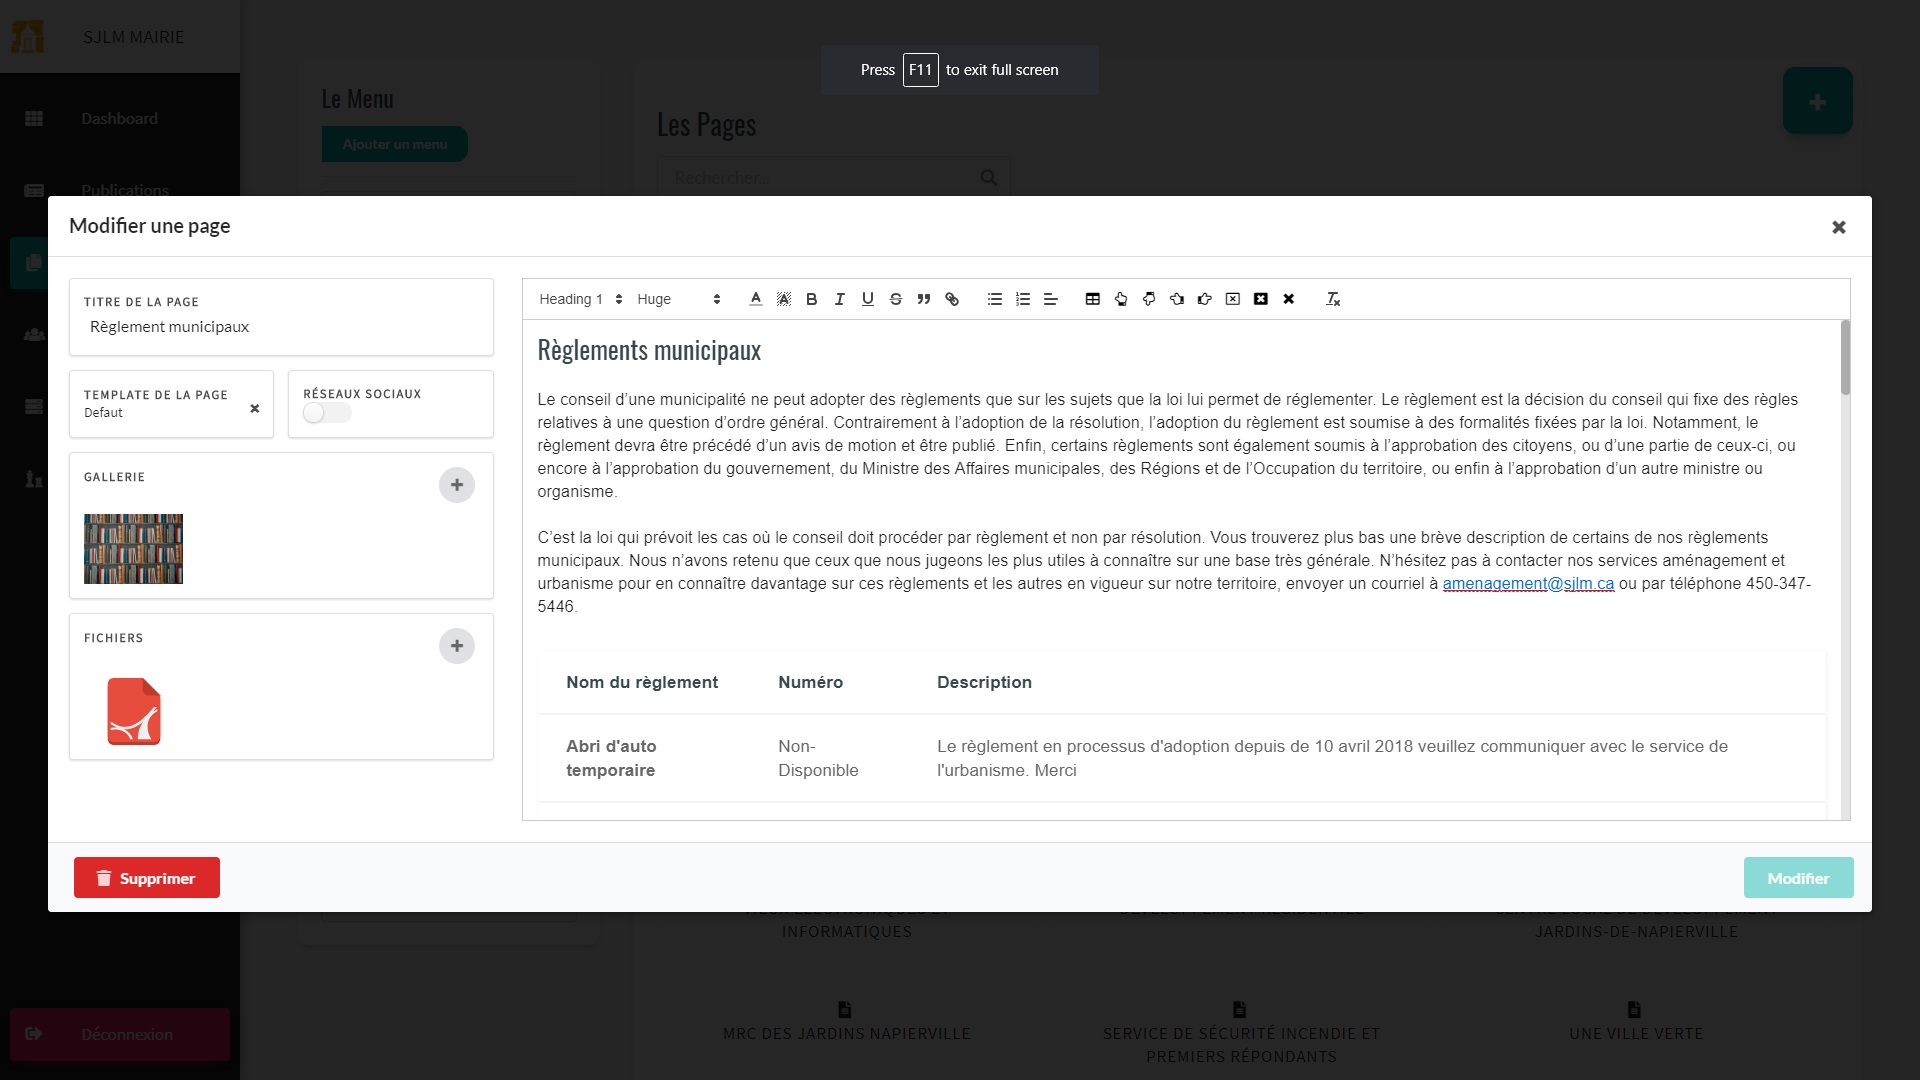 SJLM MAIRIE
Press F11 to exit full screen
Le Menu
Dashboard
Les Pages
Ajouter un menu
Rechercher...
Publications
Modifier une page
TITRE DE LA PAGE
Règlement municipaux
TEMPLATE DE LA PAGE
Defaut
RÉSEAUX SOCIAUX
GALLERIE
FICHIERS
Heading 1 Huge
Règlements municipaux
Le conseil d’une municipalité ne peut adopter des règlements que sur les sujets que la loi lui permet de réglementer. Le règlement est la décision du conseil qui fixe des règles
relatives à une question d’ordre général. Contrairement à l’adoption de la résolution, l’adoption du règlement est soumise à des formalités fixées par la loi. Notamment, le
règlement devra être précédé d’un avis de motion et être publié. Enfin, certains règlements sont également soumis à l’approbation des citoyens, ou d’une partie de ceux-ci, ou
encore à l’approbation du gouvernement, du Ministre des Affaires municipales, des Régions et de l’Occupation du territoire, ou enfin à l’approbation d’un autre ministre ou
organisme.
C’est la loi qui prévoit les cas où le conseil doit procéder par règlement et non par résolution. Vous trouverez plus bas une brève description de certains de nos règlements
municipaux. Nous n’avons retenu que ceux que nous jugeons les plus utiles à connaître sur une base très générale. N’hésitez pas à contacter nos services aménagement et
urbanisme pour en connaître davantage sur ces règlements et les autres en vigueur sur notre territoire, envoyer un courriel à amenagement@sjlm.ca ou par téléphone 450-347-
5446.
Nom du règlement Numéro Description
Abri d'auto Non- Le règlement en processus d'adoption depuis de 10 avril 2018 veuillez communiquer avec le service de
temporaire Disponible l'urbanisme. Merci
Supprimer
Modifier
INFORMATIQUES
JARDINS-DE-NAPIERVILLE
Déconnexion
MRC DES JARDINS NAPIERVILLE
SERVICE DE SÉCURITÉ INCENDIE ET
PREMIERS RÉPONDANTS
UNE VILLE VERTE